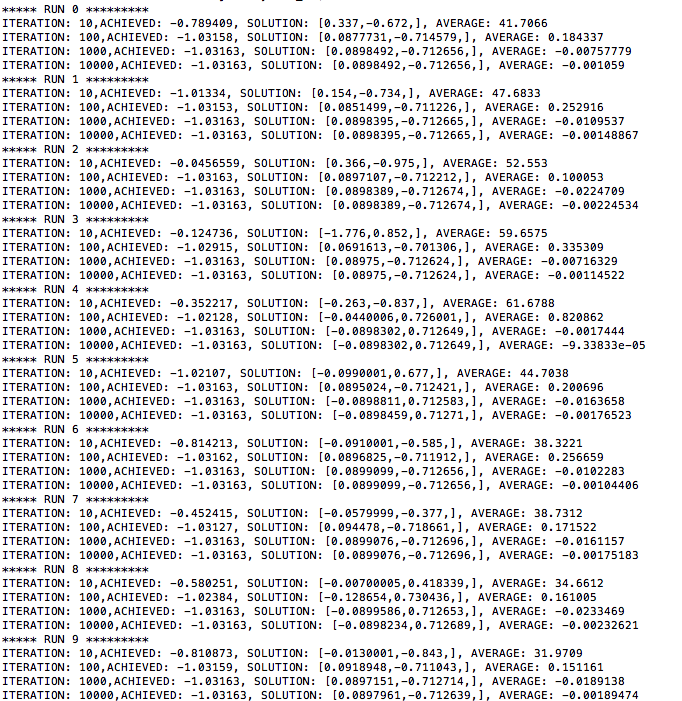 ***** RUN 0 *********
ITERATION: 10,ACHIEVED: -0.789409, SOLUTION: [0.337,-0.672,], AVERAGE: 41.7066
ITERATION: 100,ACHIEVED: -1.03158, SOLUTION: [0.0877731,-0.714579,], AVERAGE: 0.184337
ITERATION: 1000,ACHIEVED: -1.03163, SOLUTION: [0.0898492,-0.712656,], AVERAGE: -0.00757779
ITERATION: 10000,ACHIEVED: -1.03163, SOLUTION: [0.0898492,-0.712656,], AVERAGE: -0.001059
***** RUN 1 *********
ITERATION: 10,ACHIEVED: -1.01334, SOLUTION: [0.154,-0.734,], AVERAGE: 47.6833
ITERATION: 100,ACHIEVED: -1.03153, SOLUTION: [0.0851499,-0.711226,], AVERAGE: 0.252916
ITERATION: 1000,ACHIEVED: -1.03163, SOLUTION: [0.0898395,-0.712665,], AVERAGE: -0.0109537
ITERATION: 10000,ACHIEVED: -1.03163, SOLUTION: [0.0898395,-0.712665,], AVERAGE: -0.00148867
***** RUN 2 *********
ITERATION: 10,ACHIEVED: -0.0456559, SOLUTION: [0.366,-0.975,], AVERAGE: 52.553
ITERATION: 100,ACHIEVED: -1.03163, SOLUTION: [0.0897107,-0.712212,], AVERAGE: 0.100053
ITERATION: 1000,ACHIEVED: -1.03163, SOLUTION: [0.0898389,-0.712674,], AVERAGE: -0.0224709
ITERATION: 10000,ACHIEVED: -1.03163, SOLUTION: [0.0898389,-0.712674,], AVERAGE: -0.00224534
***** RUN 3 *********
ITERATION: 10,ACHIEVED: -0.124736, SOLUTION: [-1.776,0.852,], AVERAGE: 59.6575
ITERATION: 100,ACHIEVED: -1.02915, SOLUTION: [0.0691613,-0.701306,], AVERAGE: 0.335309
ITERATION: 1000,ACHIEVED: -1.03163, SOLUTION: [0.08975,-0.712624,], AVERAGE: -0.00716329
ITERATION: 10000,ACHIEVED: -1.03163, SOLUTION: [0.08975,-0.712624,], AVERAGE: -0.00114522
***** RUN 4 *********
ITERATION: 10,ACHIEVED: -0.352217, SOLUTION: [-0.263,-0.837,], AVERAGE: 61.6788
ITERATION: 100,ACHIEVED: -1.02128, SOLUTION: [-0.0440006,0.726001,], AVERAGE: 0.820862
ITERATION: 1000,ACHIEVED: -1.03163, SOLUTION: [-0.0898302,0.712649,], AVERAGE: -0.0017444
ITERATION: 10000,ACHIEVED: -1.03163, SOLUTION: [-0.0898302,0.712649,], AVERAGE: -9.33833e-05
***** RUN 5 *********
ITERATION: 10,ACHIEVED: -1.02107, SOLUTION: [-0.0990001,0.677,], AVERAGE: 44.7038
ITERATION: 100,ACHIEVED: -1.03163, SOLUTION: [0.0895024,-0.712421,], AVERAGE: 0.200696
ITERATION: 1000,ACHIEVED: -1.03163, SOLUTION: [-0.0898811,0.712583,], AVERAGE: -0.0163658
ITERATION: 10000,ACHIEVED: -1.03163, SOLUTION: [-0.0898459,0.71271,], AVERAGE: -0.00176523
***** RUN 6 *********
ITERATION: 10,ACHIEVED: -0.814213, SOLUTION: [-0.0910001,-0.585,], AVERAGE: 38.3221
ITERATION: 100,ACHIEVED: -1.03162, SOLUTION: [0.0896825,-0.711912,], AVERAGE: 0.256659
ITERATION: 1000,ACHIEVED: -1.03163, SOLUTION: [0.0899099,-0.712656,], AVERAGE: -0.0102283
ITERATION: 10000,ACHIEVED: -1.03163, SOLUTION: [0.0899099,-0.712656,], AVERAGE: -0.00104406
***** RUN 7 *********
ITERATION: 10,ACHIEVED: -0.452415, SOLUTION: [-0.0579999,-0.377,], AVERAGE: 38.7312
ITERATION: 100,ACHIEVED: -1.03127, SOLUTION: [0.094478,-0.718661,], AVERAGE: 0.171522
ITERATION: 1000,ACHIEVED: -1.03163, SOLUTION: [0.0899076,-0.712696,], AVERAGE: -0.0161157
ITERATION: 10000,ACHIEVED: -1.03163, SOLUTION: [0.0899076,-0.712696,], AVERAGE: -0.00175183
***** RUN 8 *********
ITERATION: 10,ACHIEVED: -0.580251, SOLUTION: [-0.00700005,0.418339,], AVERAGE: 34.6612
ITERATION: 100,ACHIEVED: -1.02384, SOLUTION: [-0.128654,0.730436,], AVERAGE: 0.161005
ITERATION: 1000,ACHIEVED: -1.03163, SOLUTION: [-0.0899586,0.712653,], AVERAGE: -0.0233469
ITERATION: 10000,ACHIEVED: -1.03163, SOLUTION: [-0.0898234,0.712689,], AVERAGE: -0.00232621
***** RUN 9 *********
ITERATION: 10,ACHIEVED: -0.810873, SOLUTION: [-0.0130001,-0.843,], AVERAGE: 31.9709
ITERATION: 100,ACHIEVED: -1.03159, SOLUTION: [0.0918948,-0.711043,], AVERAGE: 0.151161
ITERATION: 1000,ACHIEVED: -1.03163, SOLUTION: [0.0897151,-0.712714,], AVERAGE: -0.0189138
ITERATION: 10000,ACHIEVED: -1.03163, SOLUTION: [0.0897961,-0.712639,], AVERAGE: -0.00189474